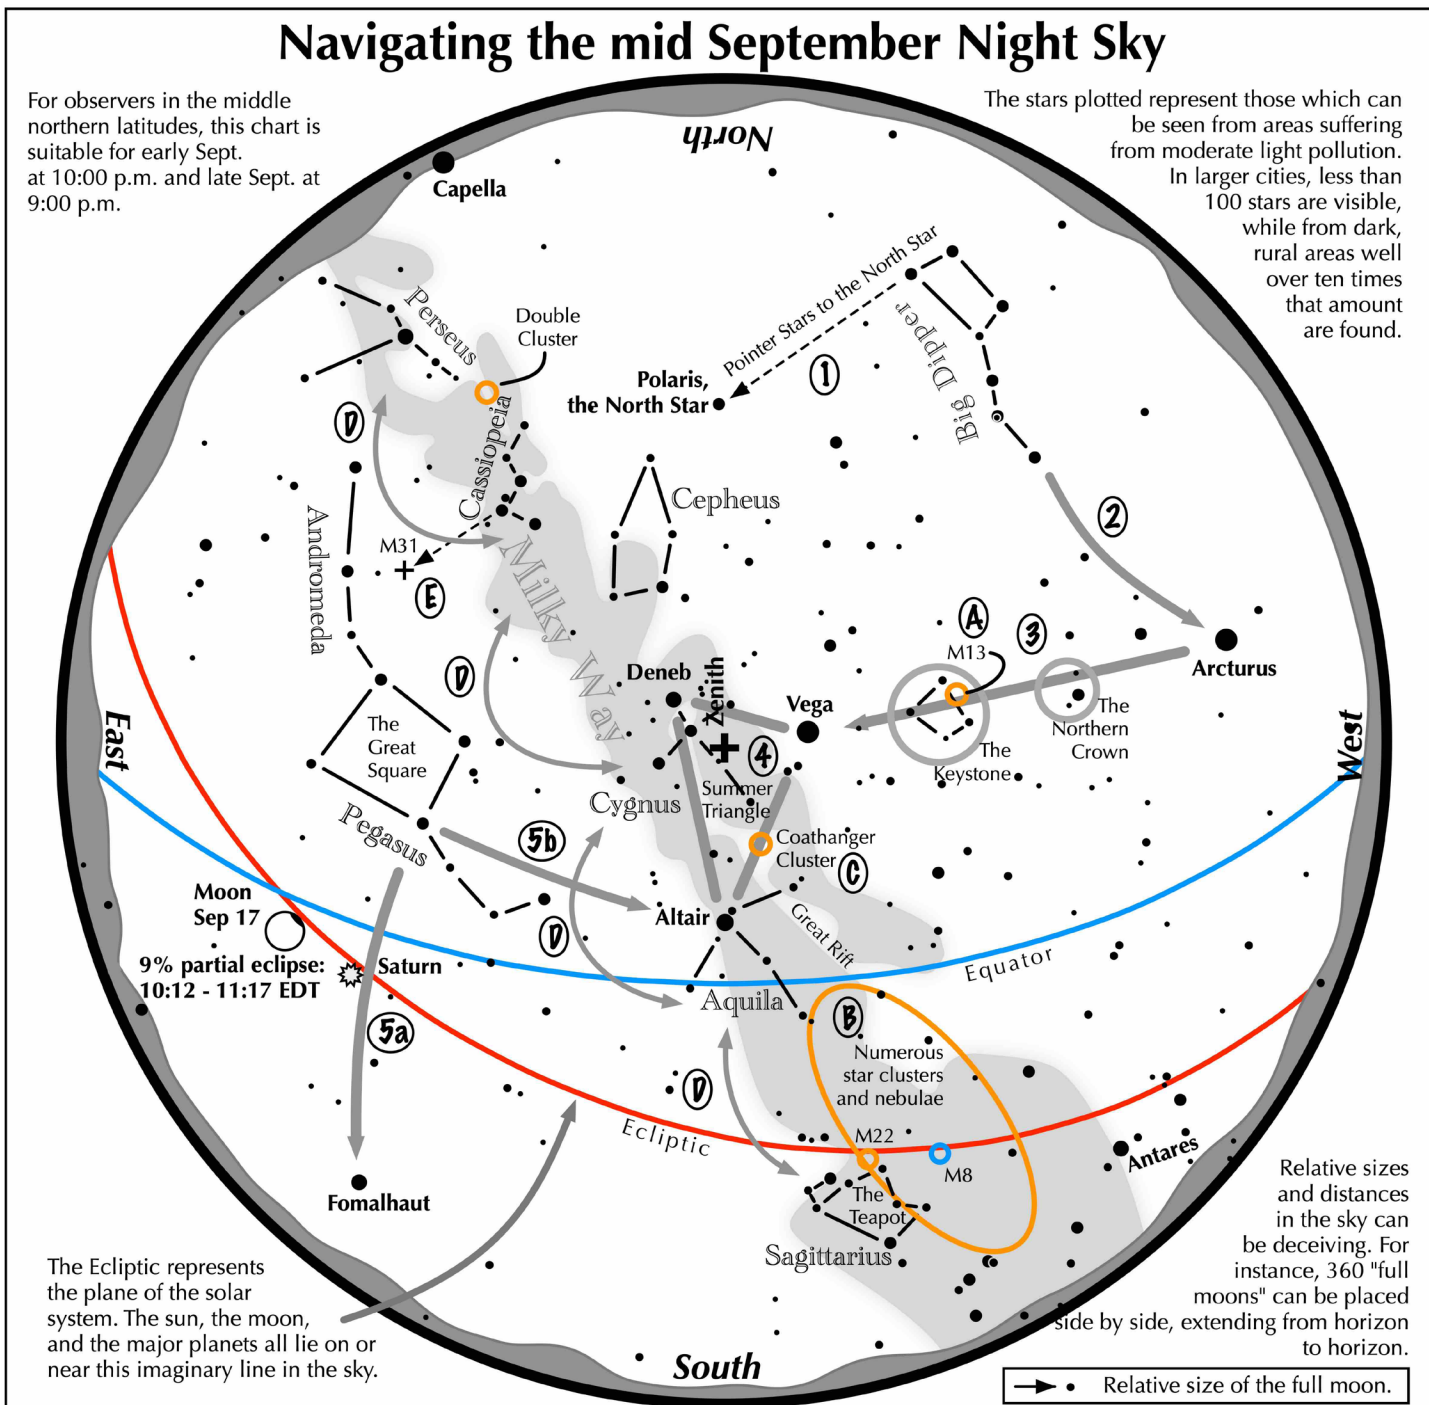 Navigating the mid September Night Sky
For observers in the middle
northern latitudes, this chart is
suitable for early Sept.
at 10:00 p.m. and late Sept. at
9:00 p.m.
The stars plotted represent those which can
be seen from areas suffering
from moderate light pollution.
In larger cities, less than
100 stars are visible,
while from dark,
rural areas well
over ten times
that amount
are found.
North
Capella
Perseus
Double
Cluster
Pointer Stars to the North Star
1
Big Dipper
Polaris,
the North Star
D
Cassiopeia
Cepheus
2
Andromeda
M31
E
Milky Way
A
3
M13
Arcturus
D
Deneb
Zenith
Vega
The
Northern
Crown
The
Keystone
East
West
The
Great
Square
4
Cygnus
Summer
Triangle
Pegasus
5b
Coathanger
Cluster
C
Moon
Sep 17
Altair
D
Great Rift
9% partial eclipse:
10:12 - 11:17 EDT
Saturn
Equator
Aquila
5a
B
Numerous
star clusters
and nebulae
D
Ecliptic
M22
M8
Antares
The
Teapot
Fomalhaut
Sagittarius
The Ecliptic represents
the plane of the solar
system. The sun, the moon,
and the major planets all lie on or
near this imaginary line in the sky.
Relative sizes
and distances
in the sky can
be deceiving. For
instance, 360 "full
moons" can be placed
side by side, extending from horizon
to horizon.
South
Relative size of the full moon.